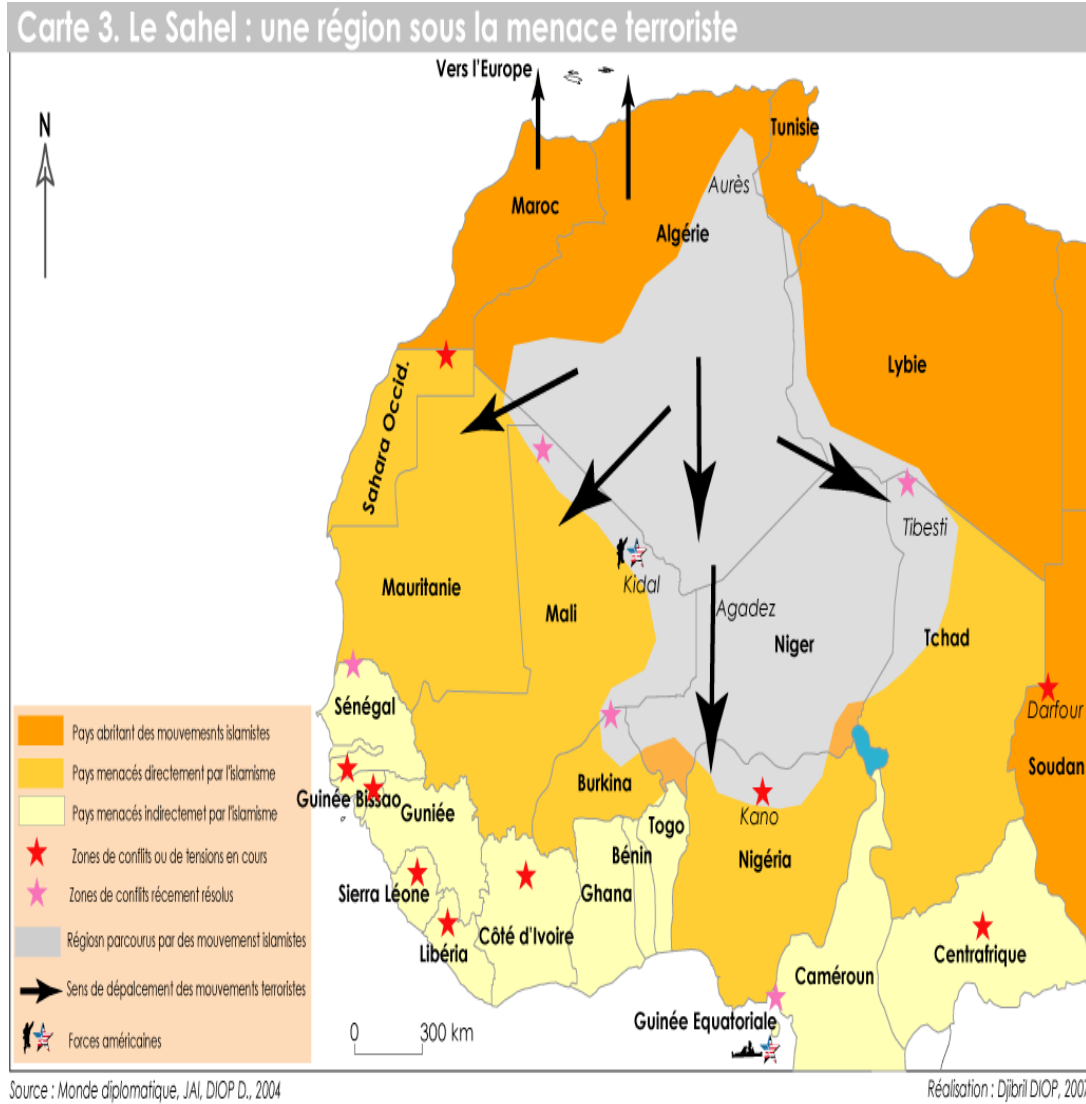 Carte 3. Le Sahel : une région sous la menace terroriste
Vers l'Europe
N
Tunisie
Aurès
Maroc
Algérie
Lybie
Sahara Occid.
Tibesti
Kidal
Mauritanie
Agadez
Mali
Niger
Tchad
Sénégal
Darfour
Soudan
Pays abritant des mouvements islamistes
Pays menacés directement par l'islamisme
Pays menacés indirectemet par l'islamisme
Zones de conflits ou de tensions en cours
Zones de conflits récement résolus
Régiosn parcourus par des mouvemenst islamistes
Sens de dépalcement des mouvements terroristes
Forces américaines
Burkina
Guinée Bissao
Guniée
Kano
Togo
Bénin
Nigéria
Ghana
Sierra Léone
Côté d'Ivoire
Libéria
Centrafrique
Caméroun
Guinée Equatoriale
0 300 km
Source : Monde diplomatique, JAI, DIOP D., 2004
Réalisation : Djibril DIOP, 2007